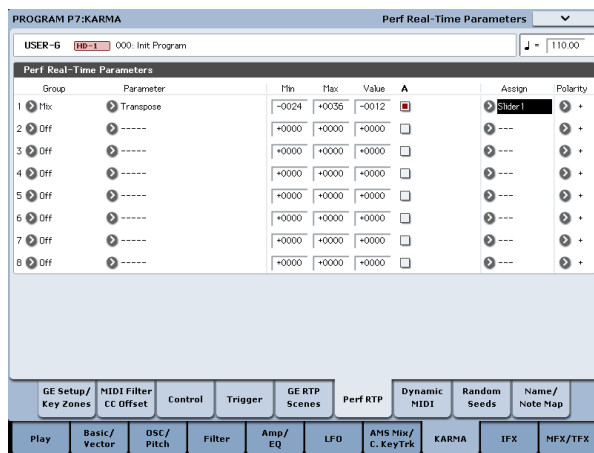 PROGRAM P7:KARMA Perf Real-Time Parameters
USER-G HD-1 000: Init Program ♩ = 110.00
Perf Real-Time Parameters
Group Parameter Min Max Value A Assign Polarity
1 Mix Transpose -0024 +0036 -0012 Slider1 +
2 Off ----- +0000 +0000 +0000 --- +
3 Off ----- +0000 +0000 +0000 --- +
4 Off ----- +0000 +0000 +0000 --- +
5 Off ----- +0000 +0000 +0000 --- +
6 Off ----- +0000 +0000 +0000 --- +
7 Off ----- +0000 +0000 +0000 --- +
8 Off ----- +0000 +0000 +0000 --- +
GE Setup/ Key Zones MIDI Filter CC Offset Control Trigger GE RTP Scenes Perf RTP Dynamic MIDI Random Seeds Name/ Note Map
Play Basic/ Vector OSC/ Pitch Filter Amp/ EQ LFO AMS Mix/ C. KeyTrk KARMA IFX MFX/TFX